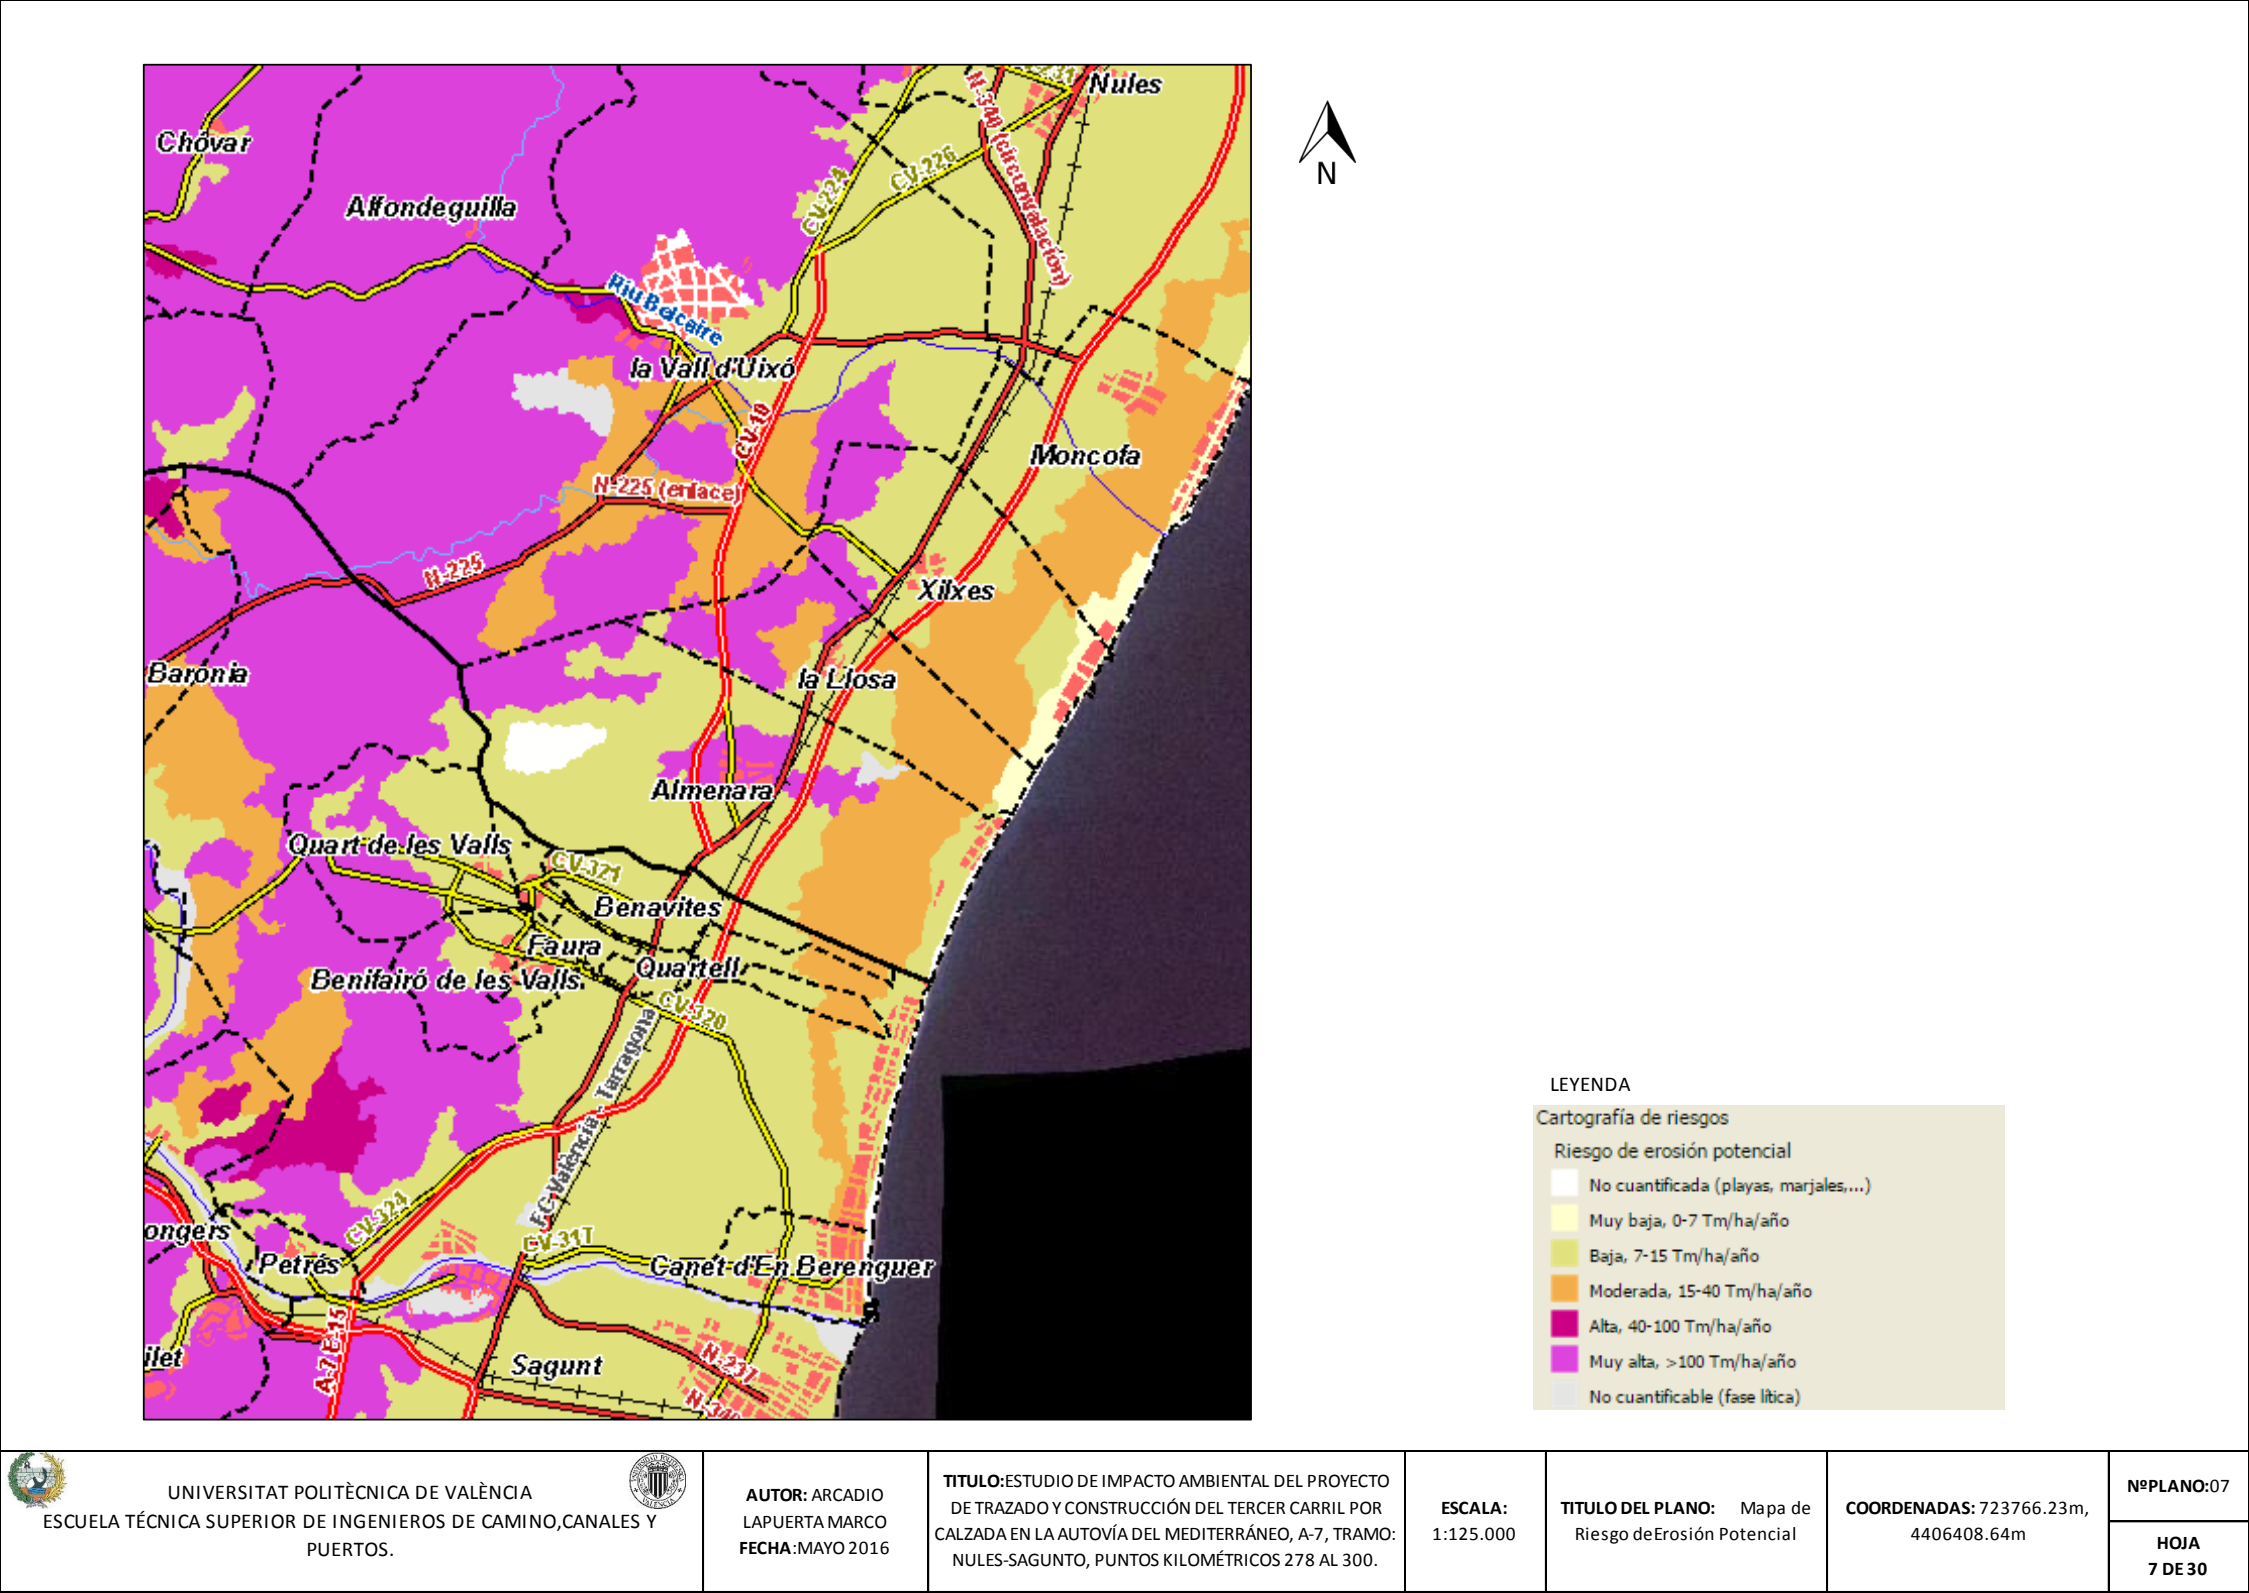 Nules
CV-31
N-340 (circunvalación)
Chóvar
CV-226
CV-224
Alfondeguilla
Riu Belcaire
la Vall d'Uixó
CV-10
Moncofa
N-225 (enlace)
N-225
Xilxes
Baronia
la Llosa
Almenara
Quart de les Valls
CV-321
Benavites
Faura
Quartell
Benifairó de les Valls
CV-320
FC València - Tarragona
CV-324
ongers
CV-317
Petrés
Canet d'En Berenguer
A-7 E-15
ilet
Sagunt
N-237
N-340
N
LEYENDA
Cartografía de riesgos
Riesgo de erosión potencial
No cuantificada (playas, marjales,...)
Muy baja, 0-7 Tm/ha/año
Baja, 7-15 Tm/ha/año
Moderada, 15-40 Tm/ha/año
Alta, 40-100 Tm/ha/año
Muy alta, >100 Tm/ha/año
No cuantificable (fase lítica)
UNIVERSITAT POLITÈCNICA DE VALÈNCIA
ESCUELA TÉCNICA SUPERIOR DE INGENIEROS DE CAMINO,CANALES Y
PUERTOS.
AUTOR: ARCADIO
LAPUERTA MARCO
FECHA:MAYO 2016
TITULO:ESTUDIO DE IMPACTO AMBIENTAL DEL PROYECTO
DE TRAZADO Y CONSTRUCCIÓN DEL TERCER CARRIL POR
CALZADA EN LA AUTOVÍA DEL MEDITERRÁNEO, A-7, TRAMO:
NULES-SAGUNTO, PUNTOS KILOMÉTRICOS 278 AL 300.
ESCALA:
1:125.000
TITULO DEL PLANO: Mapa de
Riesgo deErosión Potencial
COORDENADAS: 723766.23m,
4406408.64m
NºPLANO:07
HOJA
7 DE 30